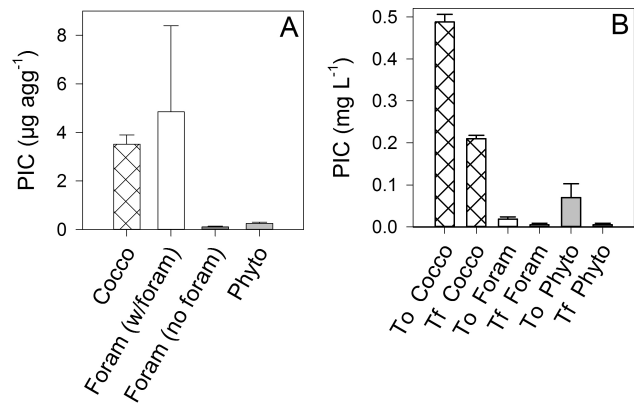 A
PIC (µg agg⁻¹)
8
6
4
2
0
Cocco
Foram (w/foram)
Foram (no foram)
Phyto
B
PIC (mg L⁻¹)
0.5
0.4
0.3
0.2
0.1
0.0
To Cocco
Tf Cocco
To Foram
Tf Foram
To Phyto
Tf Phyto